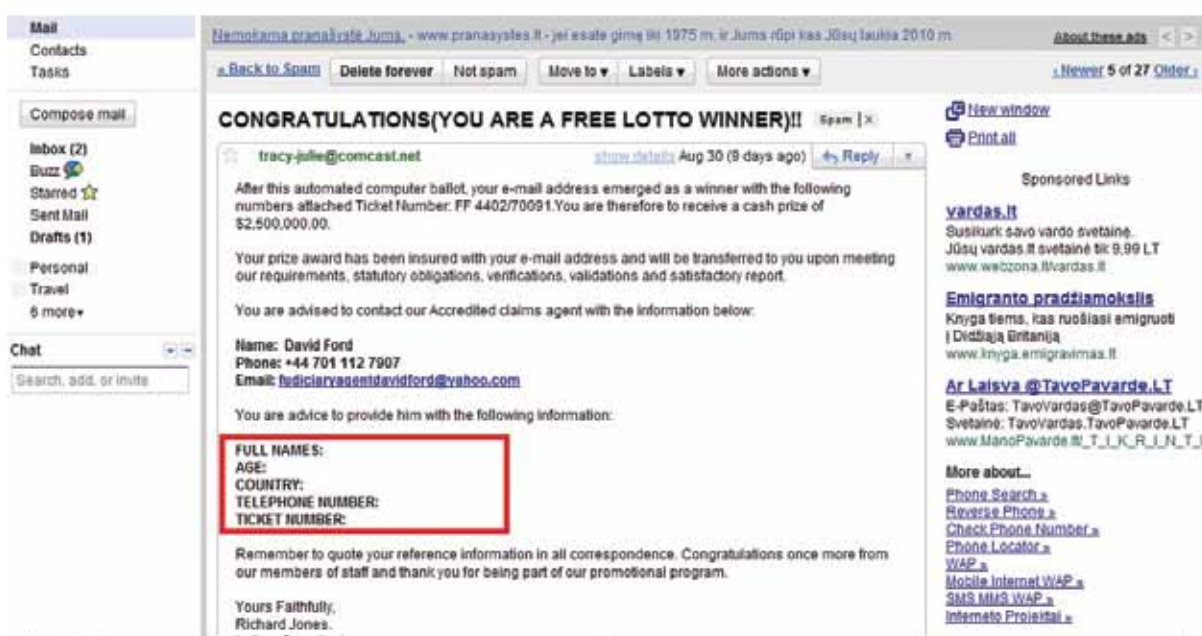 Mail
Contacts
Tasks
Compose mail
Inbox (2)
Buzz
Starred
Sent Mail
Drafts (1)
Personal
Travel
6 more
Chat
Search, add, or invite
Nemokama pranašystė Jums, - www.pranasystes.lt - jei esate gimę iki 1975 m. ir Jums rūpi kas Jūsų laukia 2010 m.
About these ads < >
« Back to Spam Delete forever Not spam Move to Labels More actions
‹ Newer 5 of 27 Older ›
CONGRATULATIONS(YOU ARE A FREE LOTTO WINNER)!! Spam | x
tracy-julie@comcast.net show details Aug 30 (9 days ago) Reply
After this automated computer ballot, your e-mail address emerged as a winner with the following
numbers attached Ticket Number: FF 4402/70091.You are therefore to receive a cash prize of
$2,500,000.00.
Your prize award has been insured with your e-mail address and will be transferred to you upon meeting
our requirements, statutory obligations, verifications, validations and satisfactory report.
You are advised to contact our Accredited claims agent with the information below:
Name: David Ford
Phone: +44 701 112 7907
Email: fudiciaryagentdavidford@yahoo.com
You are advice to provide him with the following information:
FULL NAMES:
AGE:
COUNTRY:
TELEPHONE NUMBER:
TICKET NUMBER:
Remember to quote your reference information in all correspondence. Congratulations once more from
our members of staff and thank you for being part of our promotional program.
Yours Faithfully,
Richard Jones.
New window
Print all
Sponsored Links
vardas.lt
Susikurk savo vardo svetainę.
Jūsų vardas.lt svetainė tik 9,99 LT
www.webzona.lt/vardas.lt
Emigranto pradžiamokslis
Knyga tiems, kas ruošiasi emigruoti
į Didžiąją Britaniją
www.knyga.emigravimas.lt
Ar Laisva @TavoPavarde.LT
E-Paštas: TavoVardas@TavoPavarde.LT
Svetainė: TavoVardas.TavoPavarde.LT
www.ManoPavarde.lt/_T_I_K_R_I_N_T_I
More about...
Phone Search »
Reverse Phone »
Check Phone Number »
Phone Locator »
WAP »
Mobile Internet WAP »
SMS MMS WAP »
Interneto Projektai »